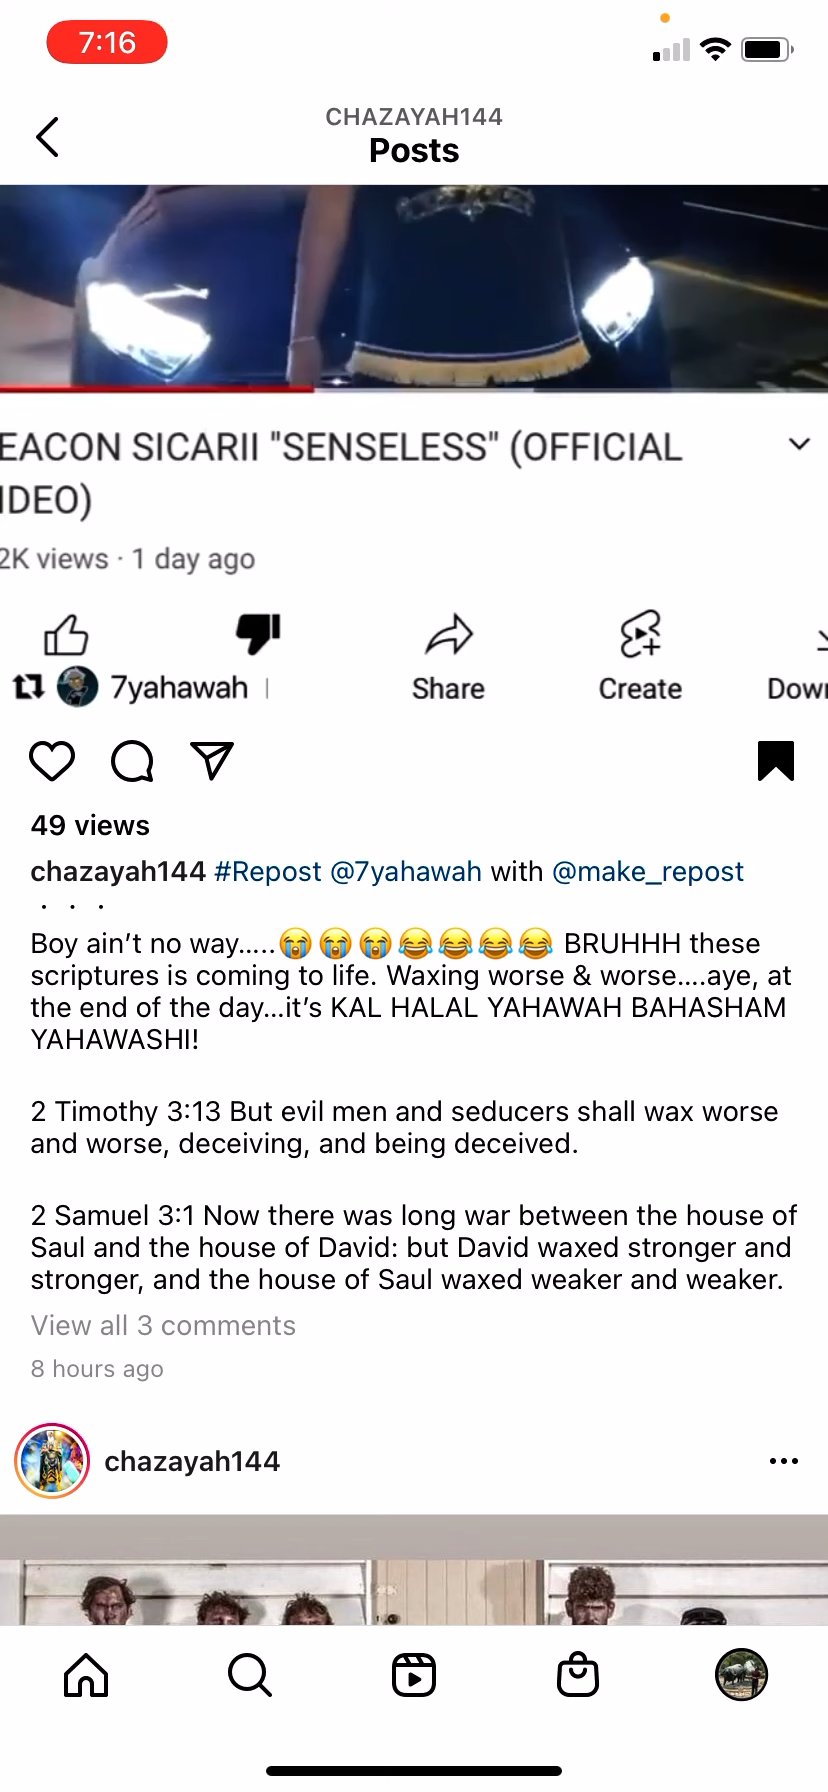 7:16
CHAZAYAH144
Posts
EACON SICARII "SENSELESS" (OFFICIAL
IDEO)
2K views · 1 day ago
7yahawah
Share
Create
Down
49 views
chazayah144 #Repost @7yahawah with @make_repost
· · ·
Boy ain’t no way.....😭😭😭😂😂😂😂 BRUHHH these
scriptures is coming to life. Waxing worse & worse....aye, at
the end of the day...it’s KAL HALAL YAHAWAH BAHASHAM
YAHAWASHI!
2 Timothy 3:13 But evil men and seducers shall wax worse
and worse, deceiving, and being deceived.
2 Samuel 3:1 Now there was long war between the house of
Saul and the house of David: but David waxed stronger and
stronger, and the house of Saul waxed weaker and weaker.
View all 3 comments
8 hours ago
chazayah144